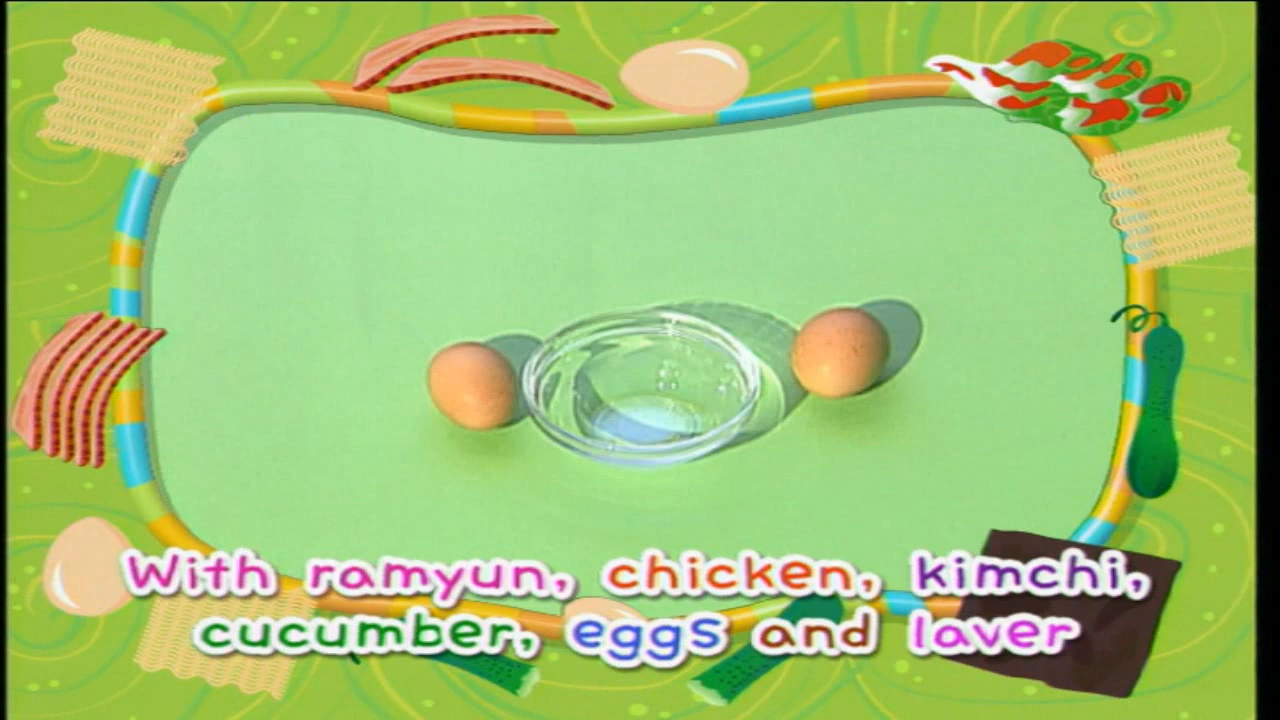 With ramyun, chicken, kimchi,
cucumber, eggs and laver